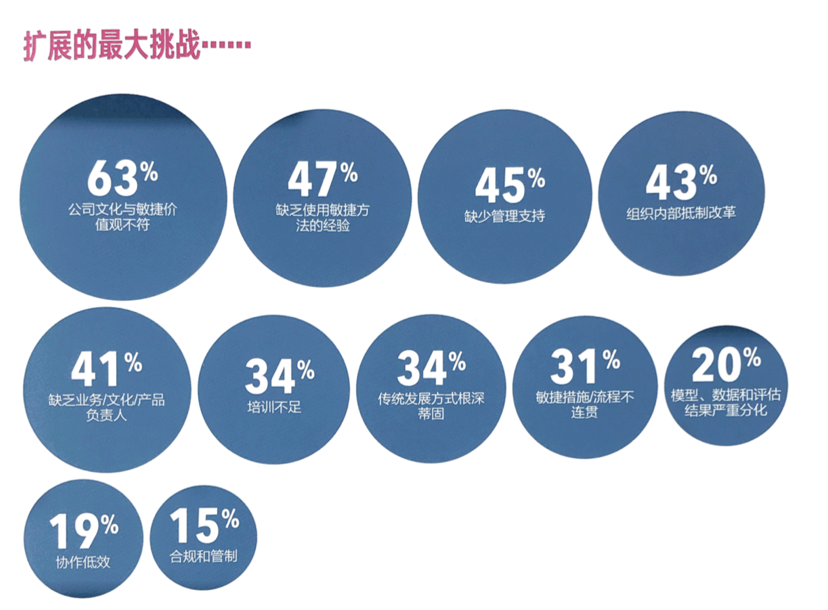 扩展的最大挑战……
63%
公司文化与敏捷价
值观不符
47%
缺乏使用敏捷方
法的经验
45%
缺少管理支持
43%
组织内部抵制改革
41%
缺乏业务/文化/产品
负责人
34%
培训不足
34%
传统发展方式根深
蒂固
31%
敏捷措施/流程不
连贯
20%
模型、数据和评估
结果严重分化
19%
协作低效
15%
合规和管制